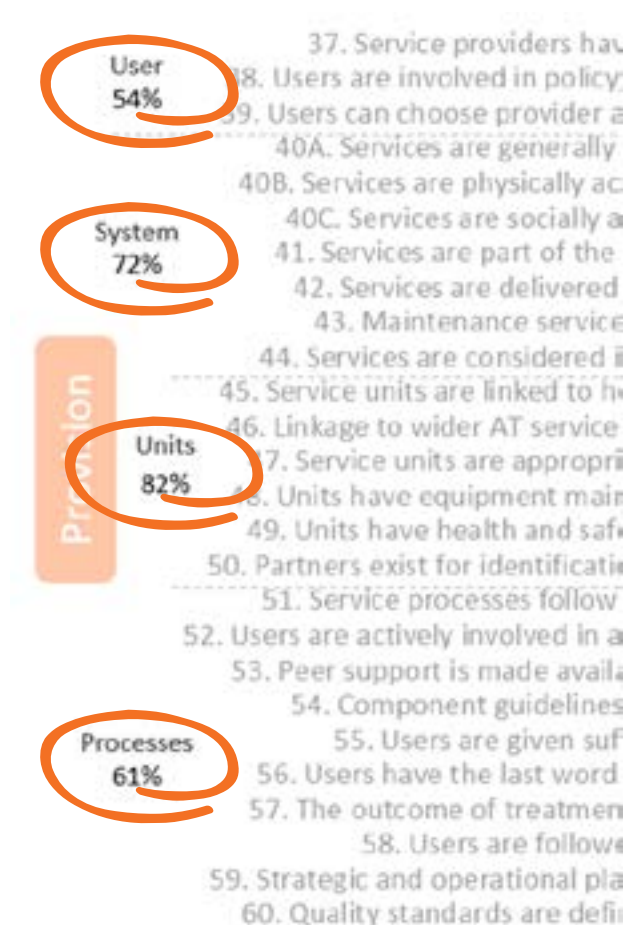 User
54%
37. Service providers hav
38. Users are involved in policy
39. Users can choose provider a
40A. Services are generally
40B. Services are physically ac
System
72%
40C. Services are socially a
41. Services are part of the
42. Services are delivered
43. Maintenance service
44. Services are considered i
Provision
Units
82%
45. Service units are linked to h
46. Linkage to wider AT service
47. Service units are appropri
48. Units have equipment main
49. Units have health and safe
50. Partners exist for identificati
Processes
61%
51. Service processes follow
52. Users are actively involved in a
53. Peer support is made availa
54. Component guidelines
55. Users are given suf
56. Users have the last word
57. The outcome of treatmen
58. Users are followe
59. Strategic and operational pla
60. Quality standards are defi